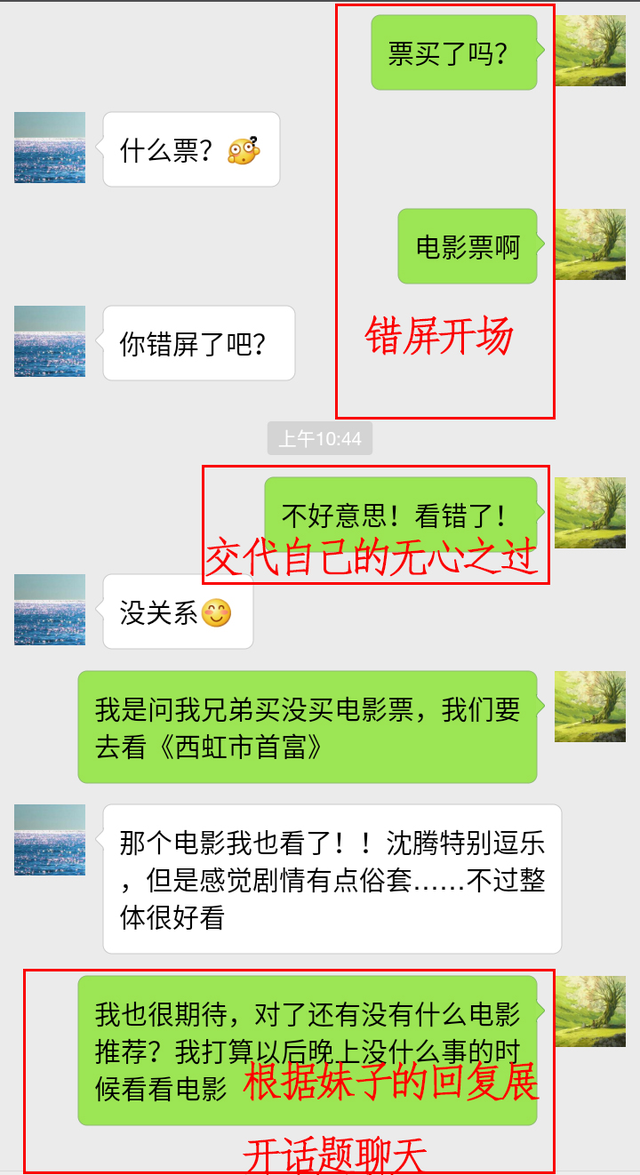 票买了吗？
什么票？
电影票啊
错屏开场
你错屏了吧？
上午10:44
不好意思！看错了！
交代自己的无心之过
没关系
我是问我兄弟买没买电影票，我们要
去看《西虹市首富》
那个电影我也看了！！沈腾特别逗乐
，但是感觉剧情有点俗套……不过整
体很好看
我也很期待，对了还有没有什么电影
推荐？我打算以后晚上没什么事的时
候看看电影
根据妹子的回复展
开话题聊天